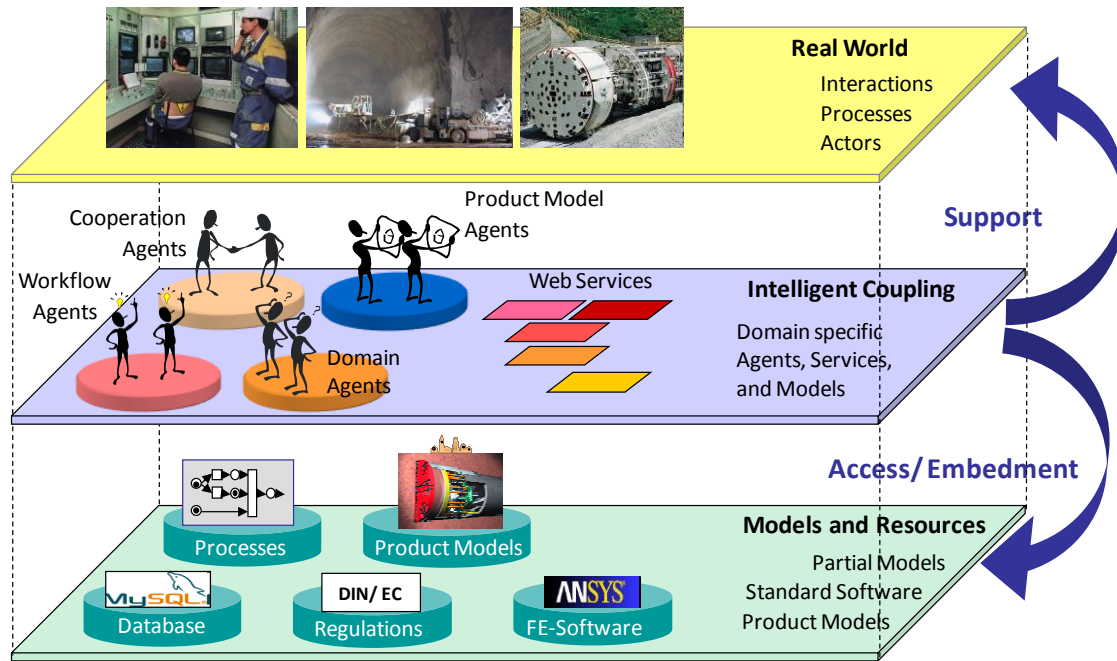 Real World
Interactions
Processes
Actors
Support
Cooperation
Agents
Product Model
Agents
Workflow
Agents
?
?
Domain
Agents
Web Services
Intelligent Coupling
Domain specific
Agents, Services,
and Models
Access/ Embedment
Models and Resources
Partial Models
Standard Software
Product Models
Processes
Product Models
MySQL
Database
DIN/ EC
Regulations
ANSYS
FE-Software